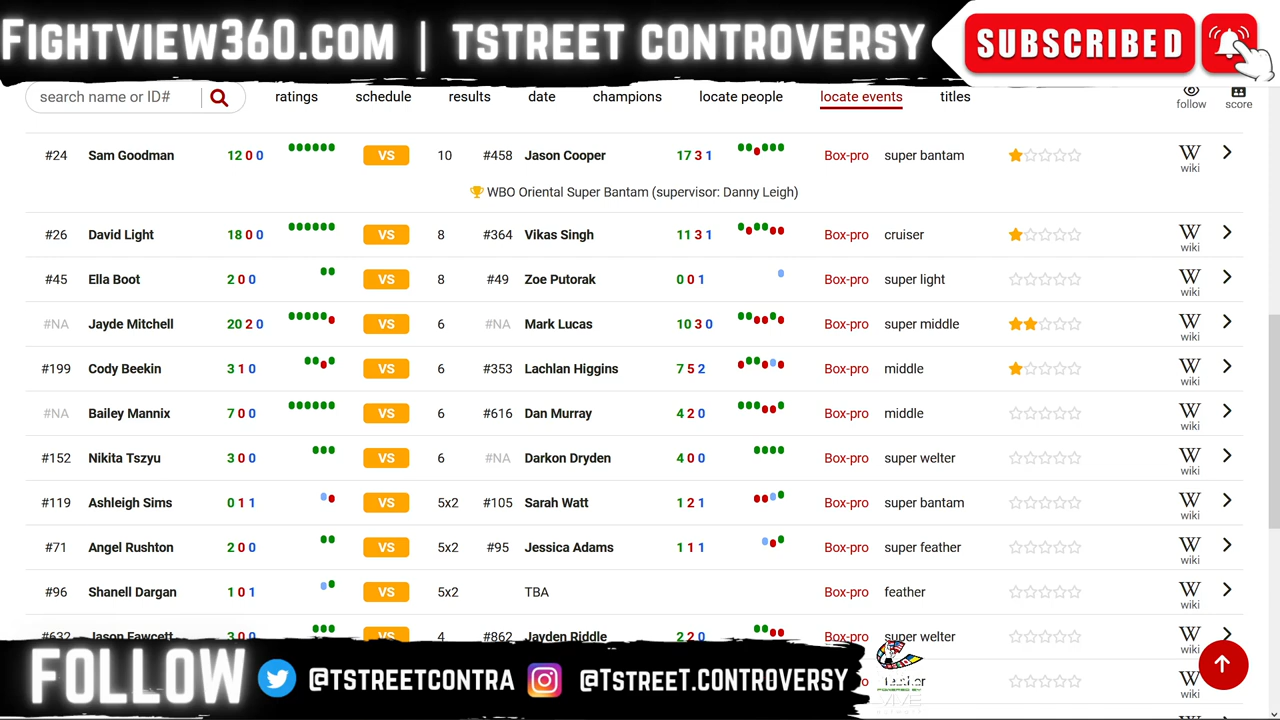 FIGHTVIEW360.COM | TSTREET CONTROVERSY SUBSCRIBED
search name or ID# ratings schedule results date champions locate people locate events titles follow score
#24 Sam Goodman 12 0 0 VS 10 #458 Jason Cooper 17 3 1 Box-pro super bantam W wiki
WBO Oriental Super Bantam (supervisor: Danny Leigh)
#26 David Light 18 0 0 VS 8 #364 Vikas Singh 11 3 1 Box-pro cruiser W wiki
#45 Ella Boot 2 0 0 VS 8 #49 Zoe Putorak 0 0 1 Box-pro super light W wiki
#NA Jayde Mitchell 20 2 0 VS 6 #NA Mark Lucas 10 3 0 Box-pro super middle W wiki
#199 Cody Beekin 3 1 0 VS 6 #353 Lachlan Higgins 7 5 2 Box-pro middle W wiki
#NA Bailey Mannix 7 0 0 VS 6 #616 Dan Murray 4 2 0 Box-pro middle W wiki
#152 Nikita Tszyu 3 0 0 VS 6 #NA Darkon Dryden 4 0 0 Box-pro super welter W wiki
#119 Ashleigh Sims 0 1 1 VS 5x2 #105 Sarah Watt 1 2 1 Box-pro super bantam W wiki
#71 Angel Rushton 2 0 0 VS 5x2 #95 Jessica Adams 1 1 1 Box-pro super feather W wiki
#96 Shanell Dargan 1 0 1 VS 5x2 TBA Box-pro feather W wiki
#632 Jason Fawcett 3 0 0 VS 4 #862 Jayden Riddle 2 2 0 Box-pro super welter W wiki
FOLLOW @TSTREETCONTRA @TSTREET.CONTROVERSY POWERED BY W wiki